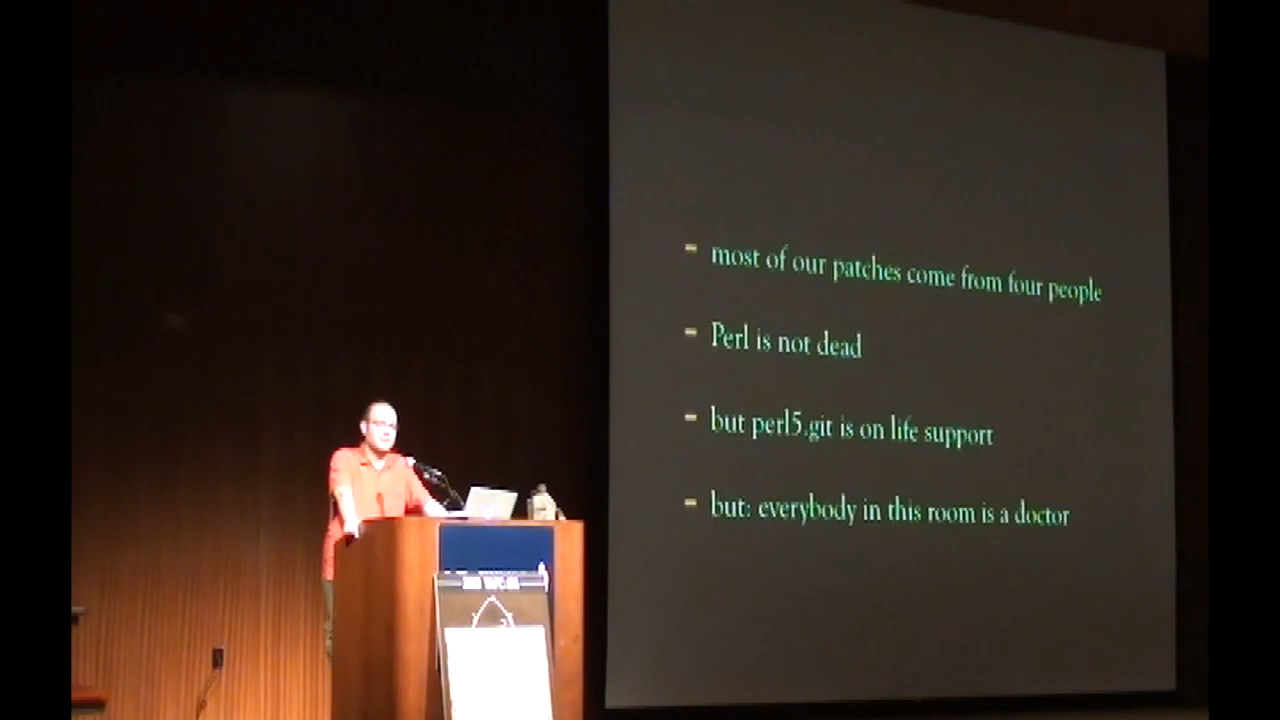 most of our patches come from four people
Perl is not dead
but perl5.git is on life support
but: everybody in this room is a doctor